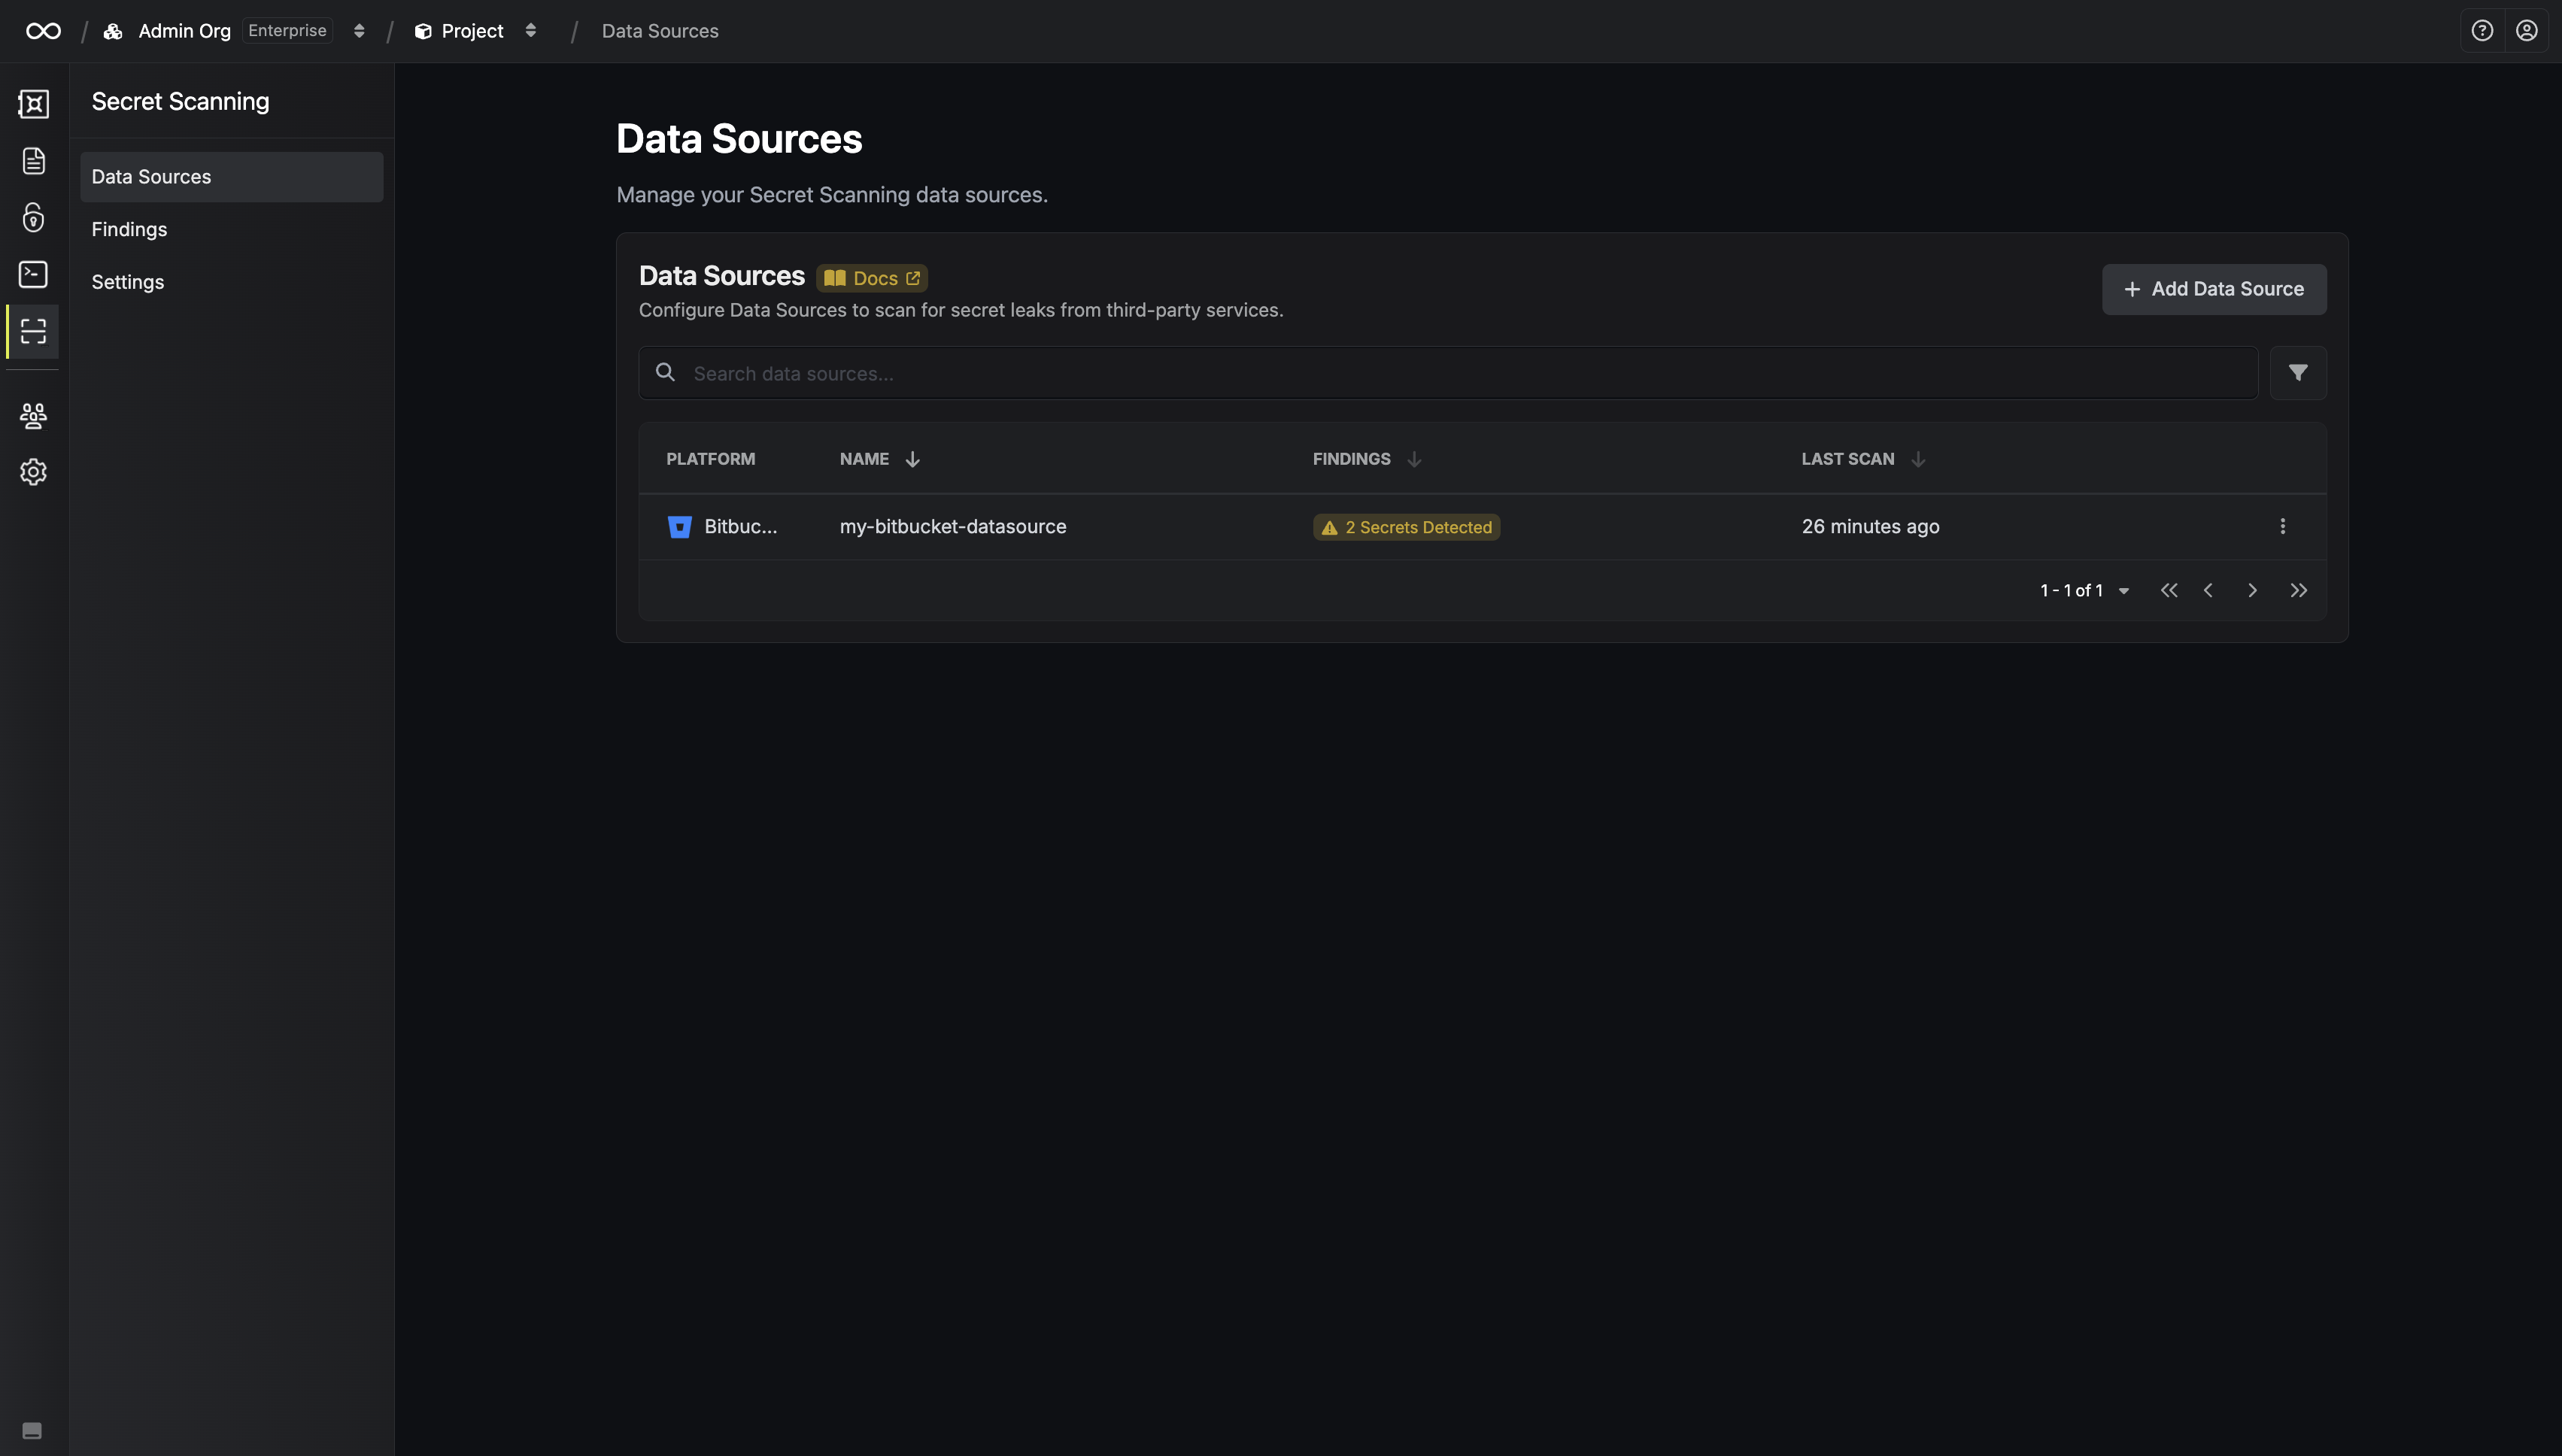 Admin Org Enterprise Project Data Sources
Secret Scanning
Data Sources
Findings
Settings
Data Sources
Manage your Secret Scanning data sources.
Data Sources Docs
Configure Data Sources to scan for secret leaks from third-party services.
Add Data Source
Search data sources...
PLATFORM NAME FINDINGS LAST SCAN
Bitbuc... my-bitbucket-datasource 2 Secrets Detected 26 minutes ago
1 - 1 of 1